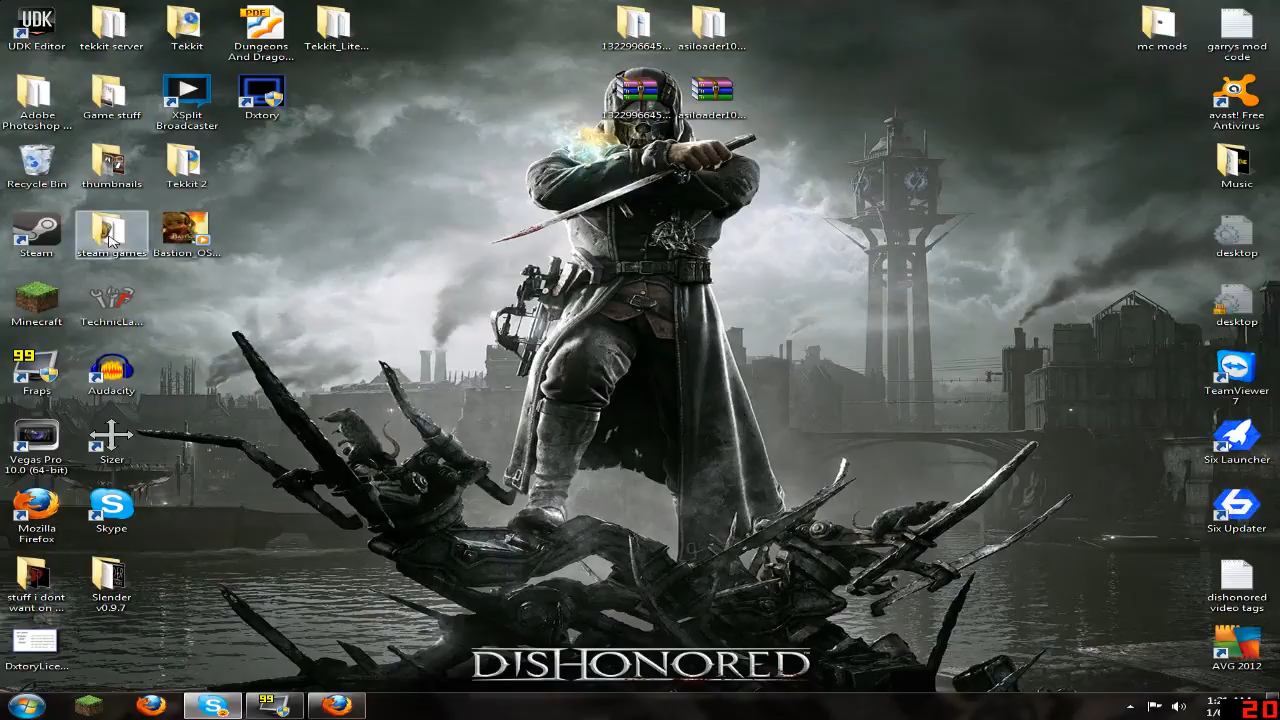 UDK
UDK Editor
tekkit server
Tekkit
PDF
Dungeons
And Drago...
Tekkit_Lite...
1322996645...
asiloader10...
mc mods
garrys mod
code
Adobe
Photoshop ...
Game stuff
XSplit
Broadcaster
Dxtory
1322996645...
asiloader10...
avast! Free
Antivirus
Recycle Bin
thumbnails
Tekkit 2
Music
Steam
steam games
Bastion_OS...
desktop
Minecraft
TechnicLa...
desktop
99
Fraps
Audacity
TeamViewer
7
Vegas Pro
10.0 (64-bit)
Sizer
Six Launcher
Mozilla
Firefox
Skype
Six Updater
stuff i dont
want on ...
Slender
v0.9.7
dishonored
video tags
DxtoryLice...
DISHONORED
AVG 2012
99
20